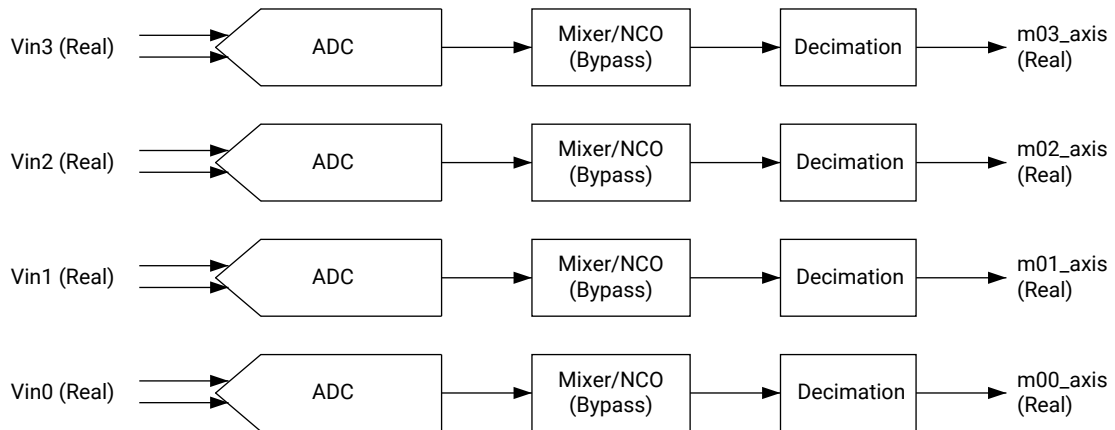 Vin3 (Real)
ADC
Mixer/NCO
(Bypass)
Decimation
m03_axis
(Real)
Vin2 (Real)
ADC
Mixer/NCO
(Bypass)
Decimation
m02_axis
(Real)
Vin1 (Real)
ADC
Mixer/NCO
(Bypass)
Decimation
m01_axis
(Real)
Vin0 (Real)
ADC
Mixer/NCO
(Bypass)
Decimation
m00_axis
(Real)